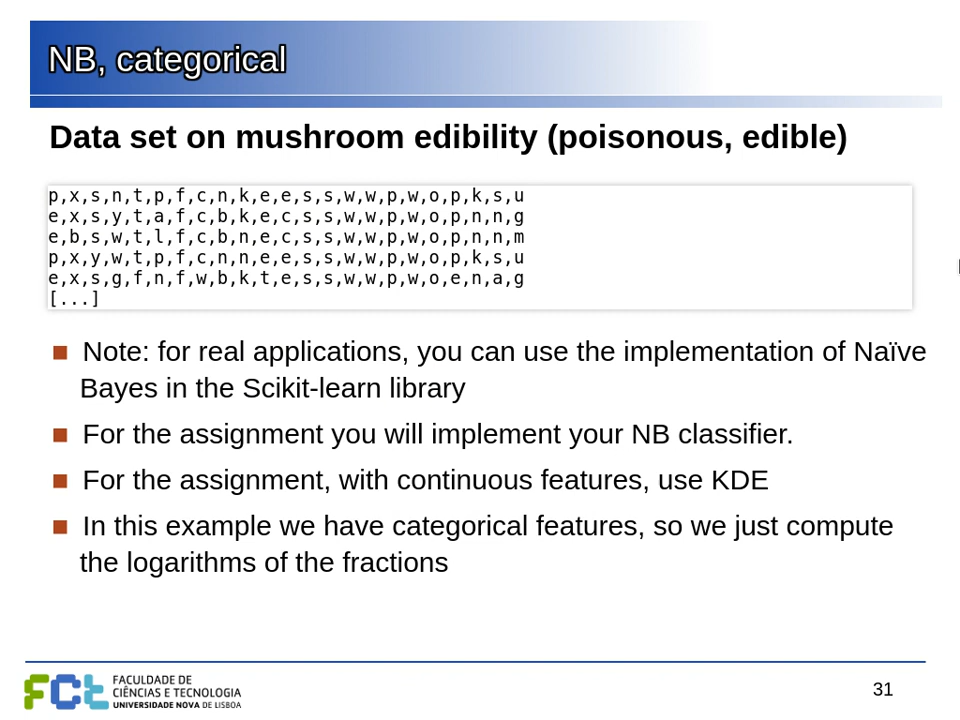 NB, categorical
Data set on mushroom edibility (poisonous, edible)
p,x,s,n,t,p,f,c,n,k,e,e,s,s,w,w,p,w,o,p,k,s,u
e,x,s,y,t,a,f,c,b,k,e,c,s,s,w,w,p,w,o,p,n,n,g
e,b,s,w,t,l,f,c,b,n,e,c,s,s,w,w,p,w,o,p,n,n,m
p,x,y,w,t,p,f,c,n,n,e,e,s,s,w,w,p,w,o,p,k,s,u
e,x,s,g,f,n,f,w,b,k,t,e,s,s,w,w,p,w,o,e,n,a,g
[...]
■ Note: for real applications, you can use the implementation of Naïve
Bayes in the Scikit-learn library
■ For the assignment you will implement your NB classifier.
■ For the assignment, with continuous features, use KDE
■ In this example we have categorical features, so we just compute
the logarithms of the fractions
FCt
FACULDADE DE
CIÊNCIAS E TECNOLOGIA
UNIVERSIDADE NOVA DE LISBOA
31